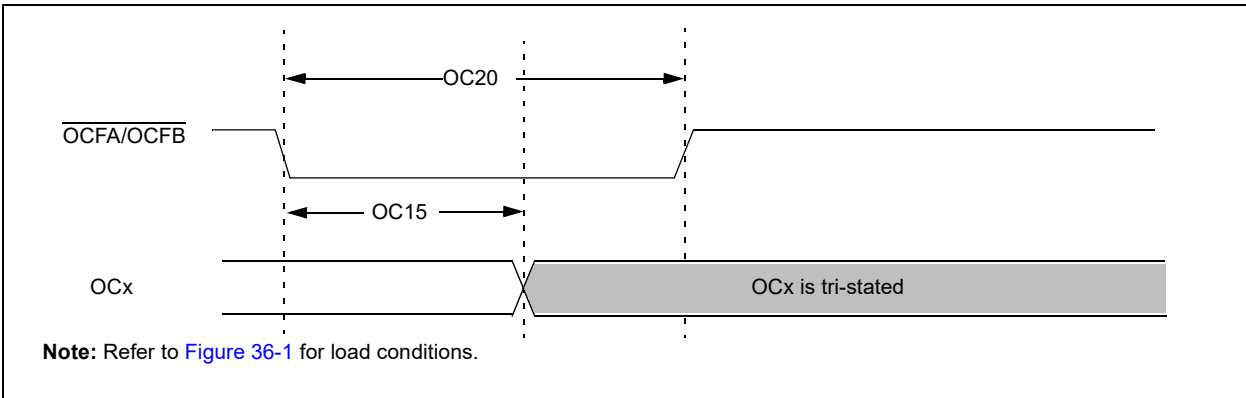 OC20
OCFA/OCFB
OC15
OCx
OCx is tri-stated
Note: Refer to Figure 36-1 for load conditions.